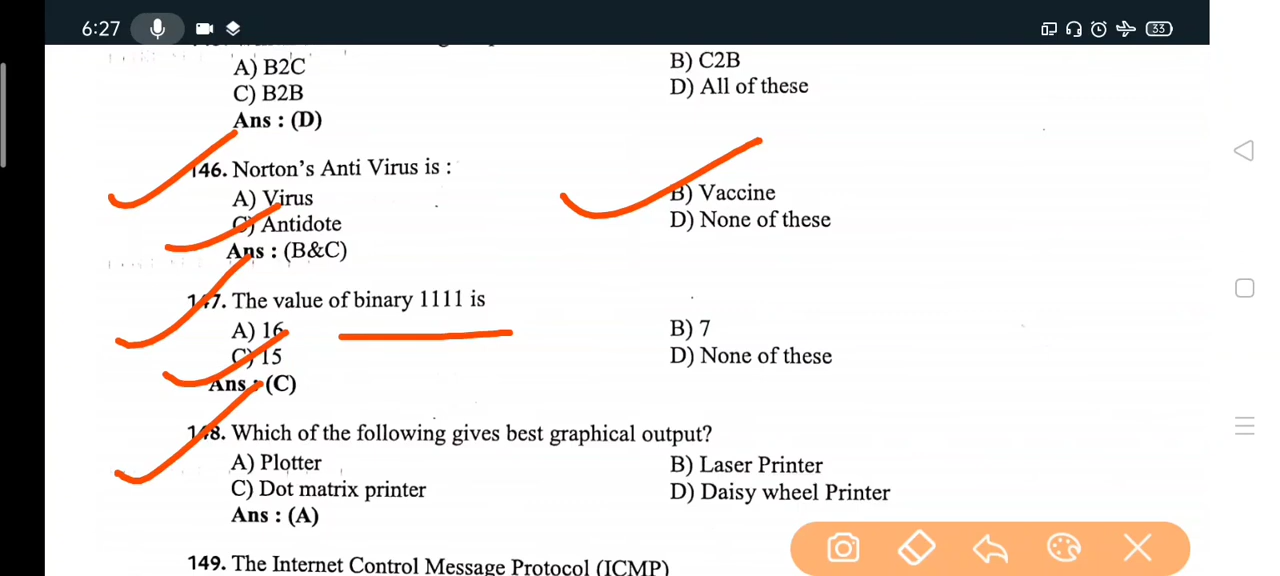 6:27
33
A) B2C B) C2B
C) B2B D) All of these
Ans : (D)
146. Norton's Anti Virus is :
A) Virus B) Vaccine
C) Antidote D) None of these
Ans : (B&C)
147. The value of binary 1111 is
A) 16 B) 7
C) 15 D) None of these
Ans : (C)
148. Which of the following gives best graphical output?
A) Plotter B) Laser Printer
C) Dot matrix printer D) Daisy wheel Printer
Ans : (A)
149. The Internet Control Message Protocol (ICMP)